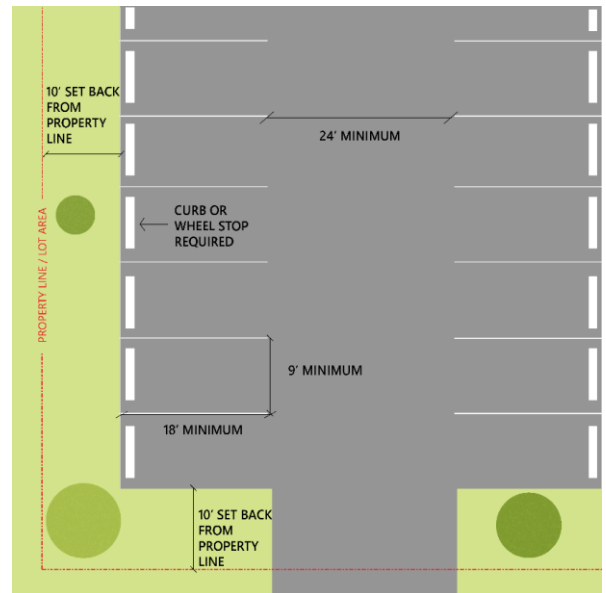 10’ SET BACK
FROM
PROPERTY
LINE
24’ MINIMUM
CURB OR
WHEEL STOP
REQUIRED
PROPERTY LINE / LOT AREA
9’ MINIMUM
18’ MINIMUM
10’ SET BACK
FROM
PROPERTY
LINE